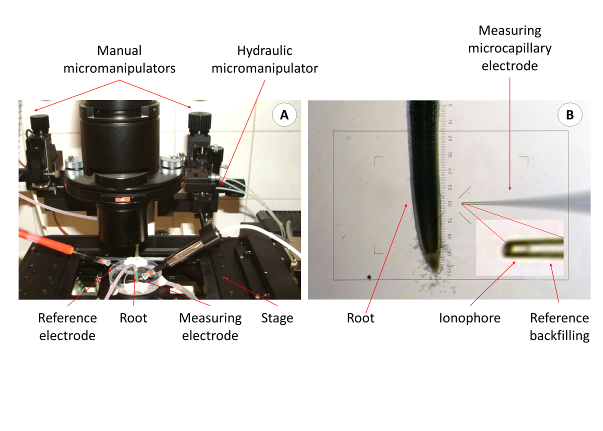 Manual
micromanipulators
Hydraulic
micromanipulator
Measuring
microcapillary
electrode
A
B
Reference
electrode
Root
Measuring
electrode
Stage
Root
Ionophore
Reference
backfilling